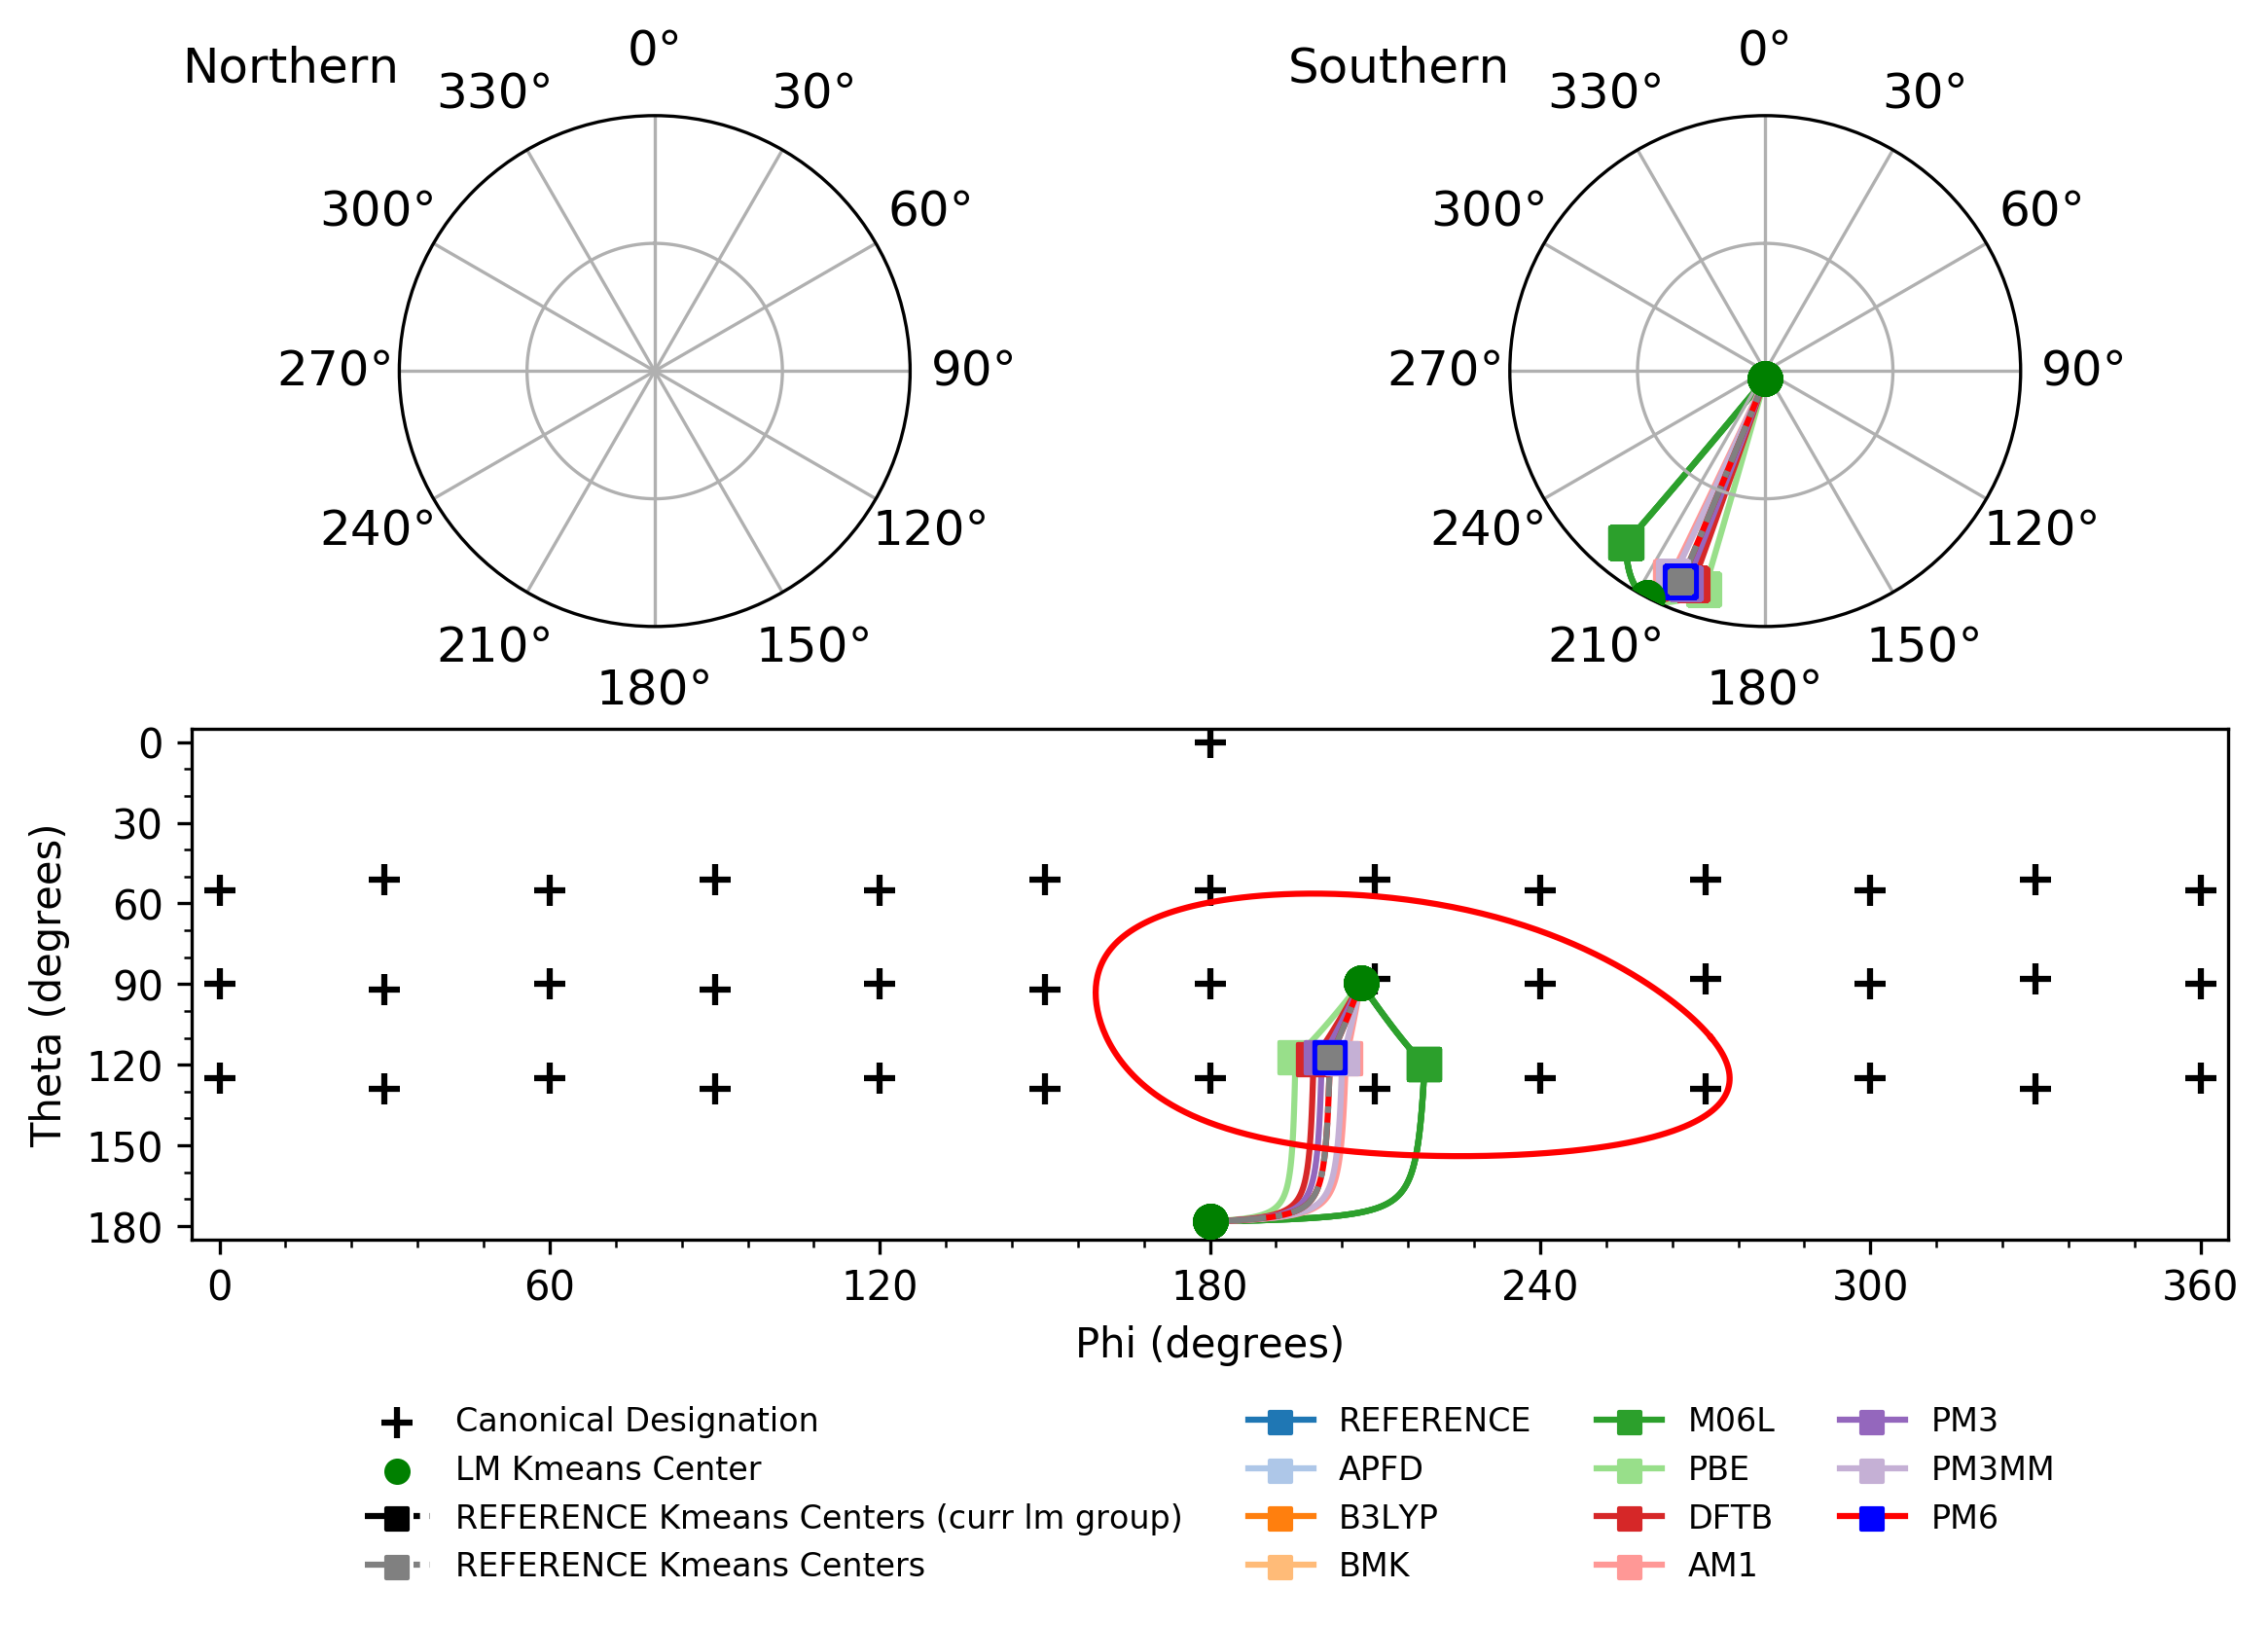 Northern
0°
330°
30°
300°
60°
270°
90°
240°
120°
210°
150°
180°
Southern
0°
330°
30°
300°
60°
270°
90°
240°
120°
210°
150°
180°
Theta (degrees)
0
30
60
90
120
150
180
0
60
120
180
240
300
360
Phi (degrees)
Canonical Designation
LM Kmeans Center
REFERENCE Kmeans Centers (curr lm group)
REFERENCE Kmeans Centers
REFERENCE
APFD
B3LYP
BMK
M06L
PBE
DFTB
AM1
PM3
PM3MM
PM6